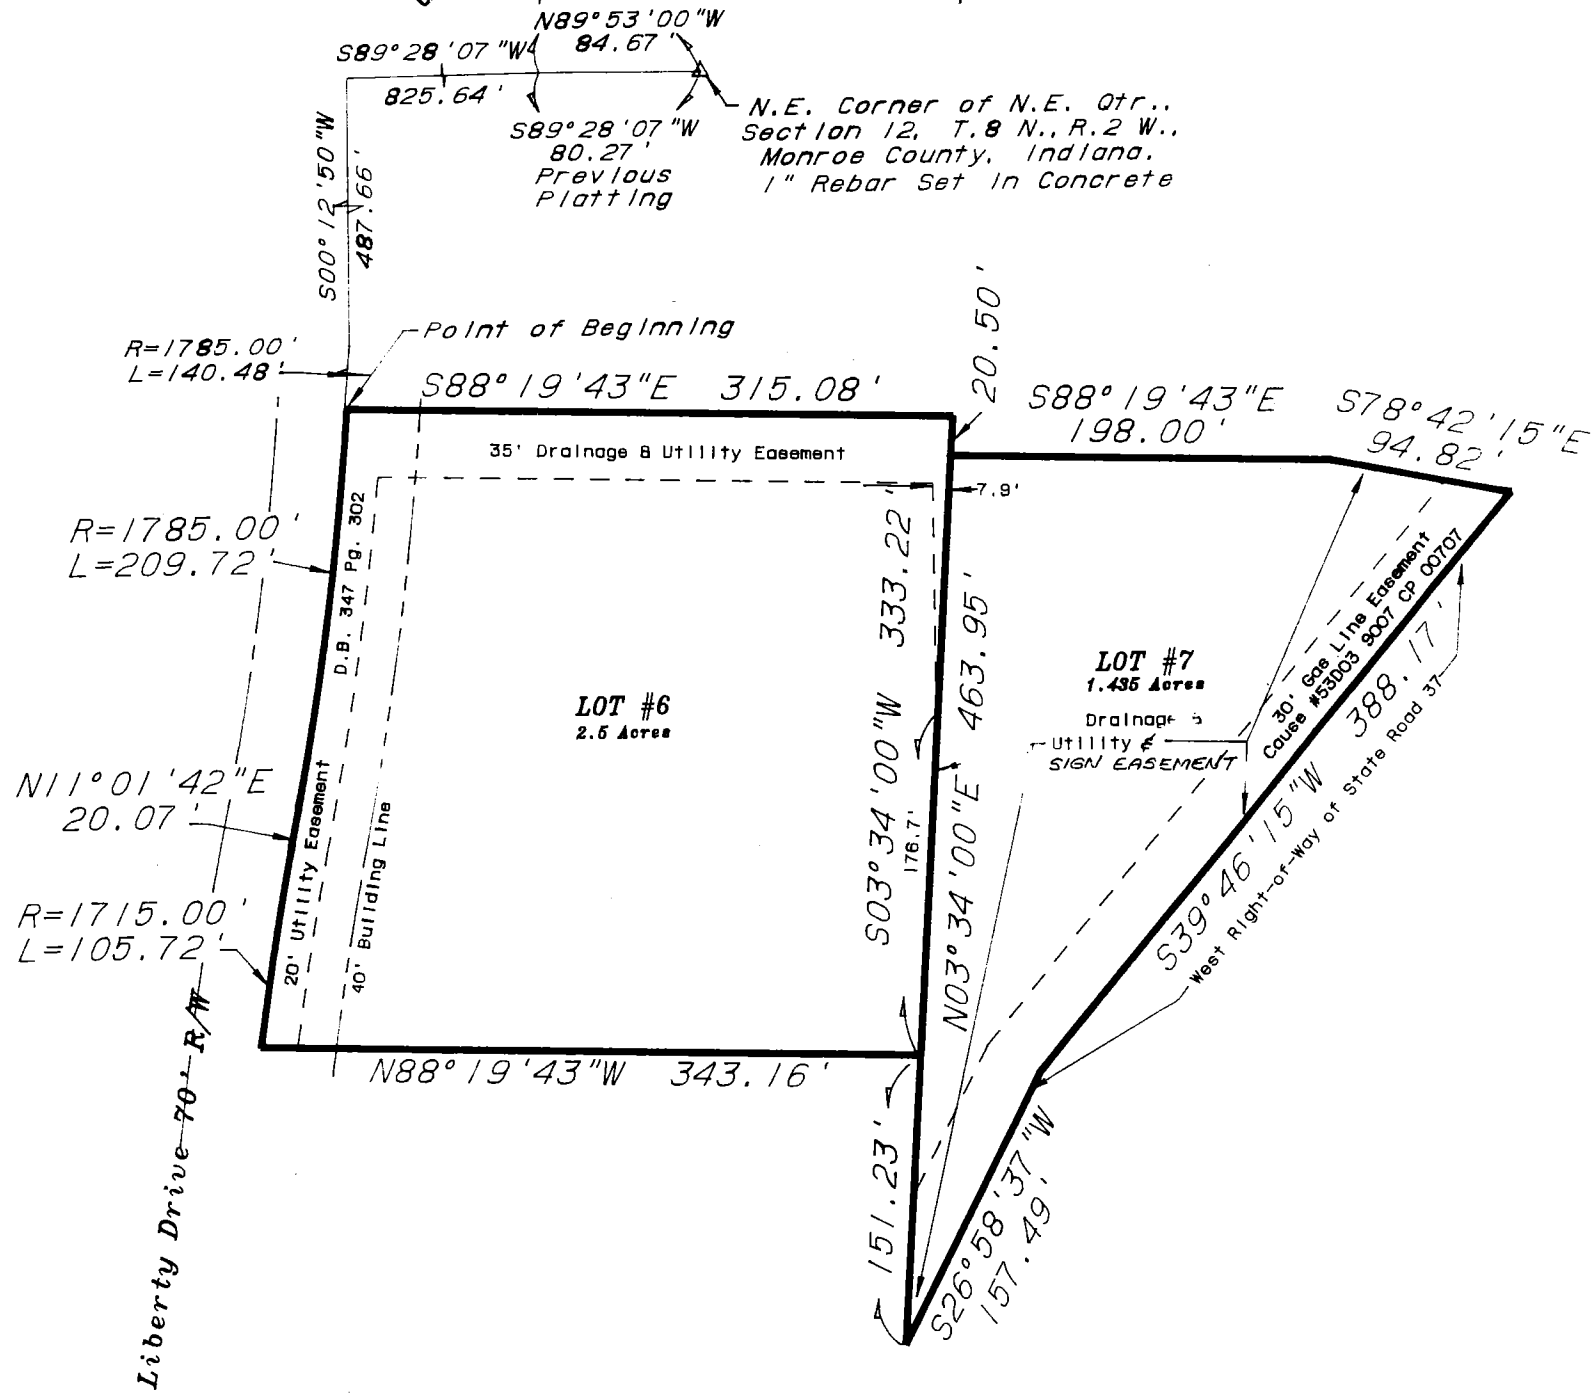 N89°53'00"W
84.67'
S89°28'07"W
825.64'
S89°28'07"W
80.27'
Previous
Platting
N.E. Corner of N.E. Qtr.,
Section 12, T.8 N., R.2 W.,
Monroe County, Indiana.
1" Rebar Set In Concrete
S00°12'50"W
487.66'
R=1785.00'
L=140.48'
Point of Beginning
S88°19'43"E 315.08'
20.50'
S88°19'43"E
198.00'
S78°42'15"E
94.82'
35' Drainage & Utility Easement
7.9'
R=1785.00'
L=209.72'
D.B. 347 Pg. 302
333.22'
S03°34'00"W
176.7'
N03°34'00"E 463.95'
LOT #6
2.5 Acres
LOT #7
1.435 Acres
Drainage &
Utility &
SIGN EASEMENT
30' Gas Line Easement
Cause #53D03 9007 CP 00707
388.17'
S39°46'15"W
West Right-of-Way of State Road 37
N11°01'42"E
20.07'
20' Utility Easement
40' Building Line
R=1715.00'
L=105.72'
N88°19'43"W 343.16'
151.23'
S26°58'37"W
157.49'
Liberty Drive 70' R/W